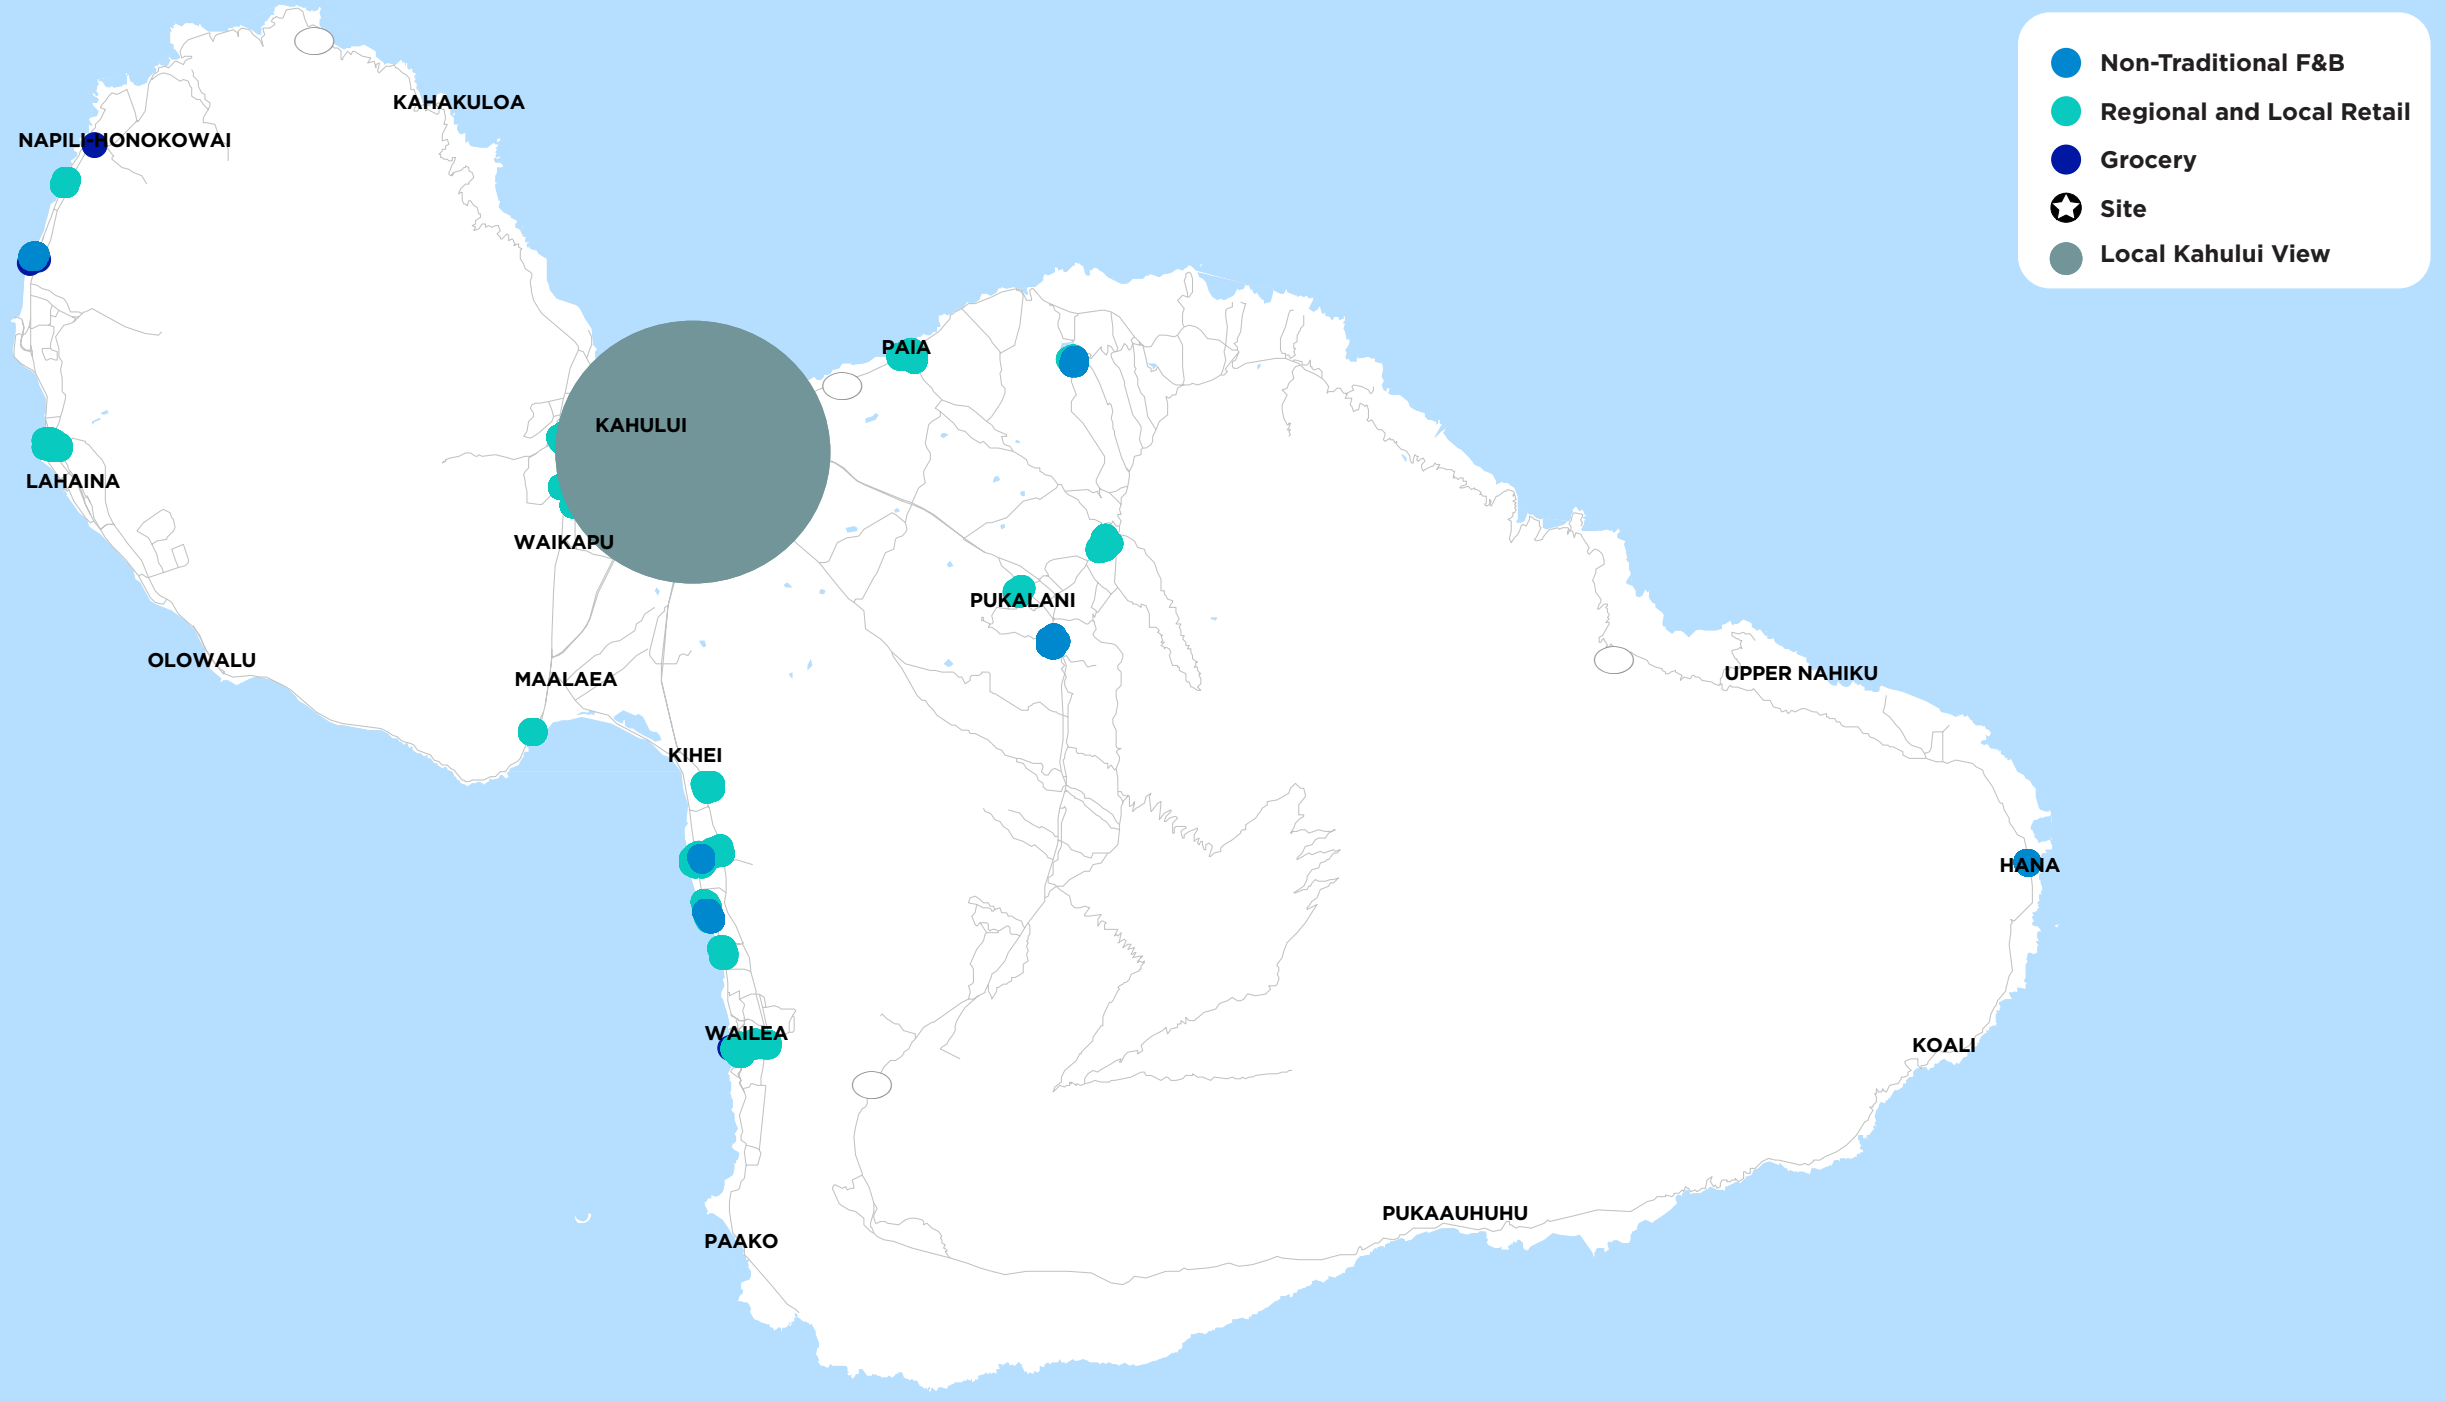 Non-Traditional F&B
Regional and Local Retail
Grocery
Site
Local Kahului View
KAHAKULOA
NAPILI-HONOKOWAI
PAIA
KAHULUI
LAHAINA
WAIKAPU
PUKALANI
OLOWALU
MAALAEA
UPPER NAHIKU
KIHEI
HANA
WAILEA
KOALI
PUKAAUHUHU
PAAKO